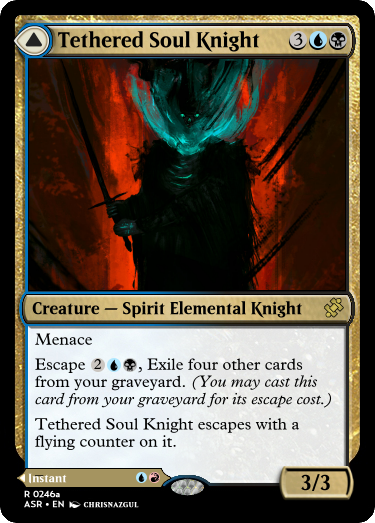 Tethered Soul Knight 3
Creature — Spirit Elemental Knight
Menace
Escape 2, Exile four other cards
from your graveyard. (You may cast this
card from your graveyard for its escape cost.)
Tethered Soul Knight escapes with a
flying counter on it.
Instant
3/3
R 0246a
ASR • EN CHRISNAZGUL